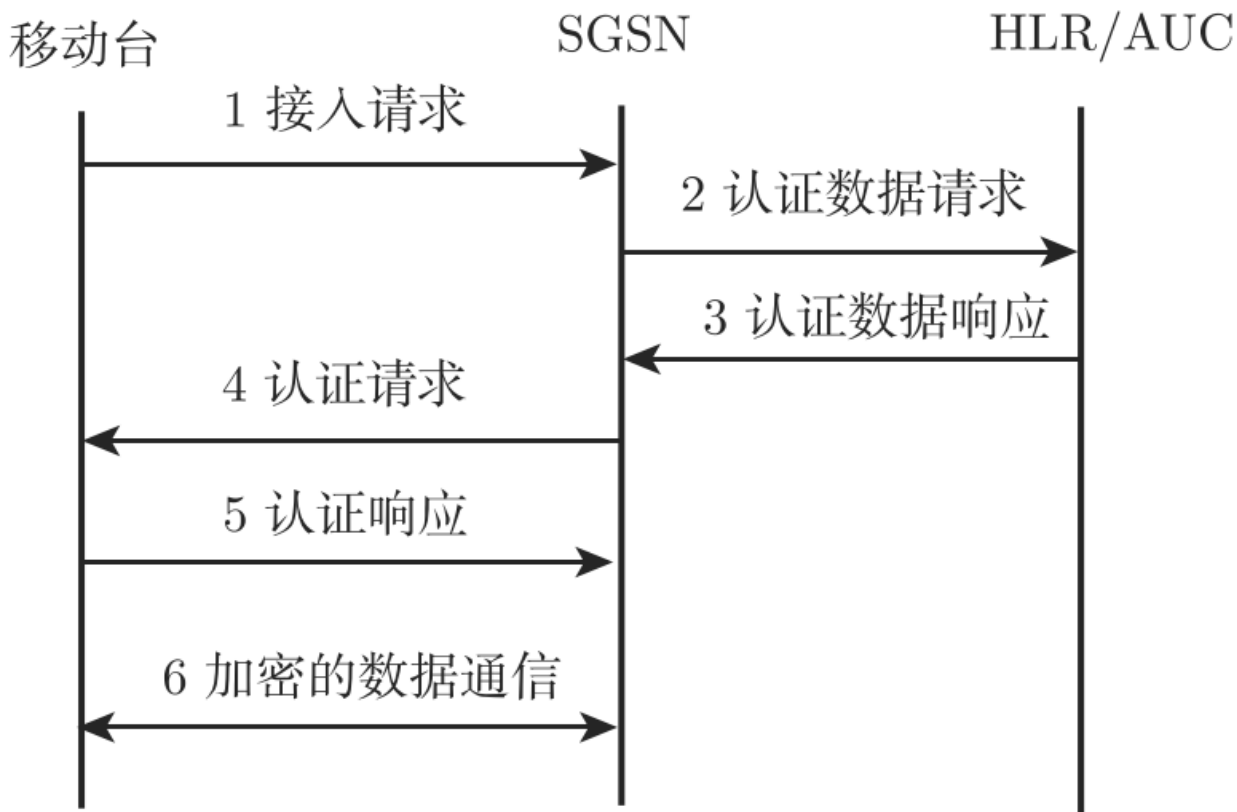 移动台
SGSN
HLR/AUC
1 接入请求
2 认证数据请求
3 认证数据响应
4 认证请求
5 认证响应
6 加密的数据通信